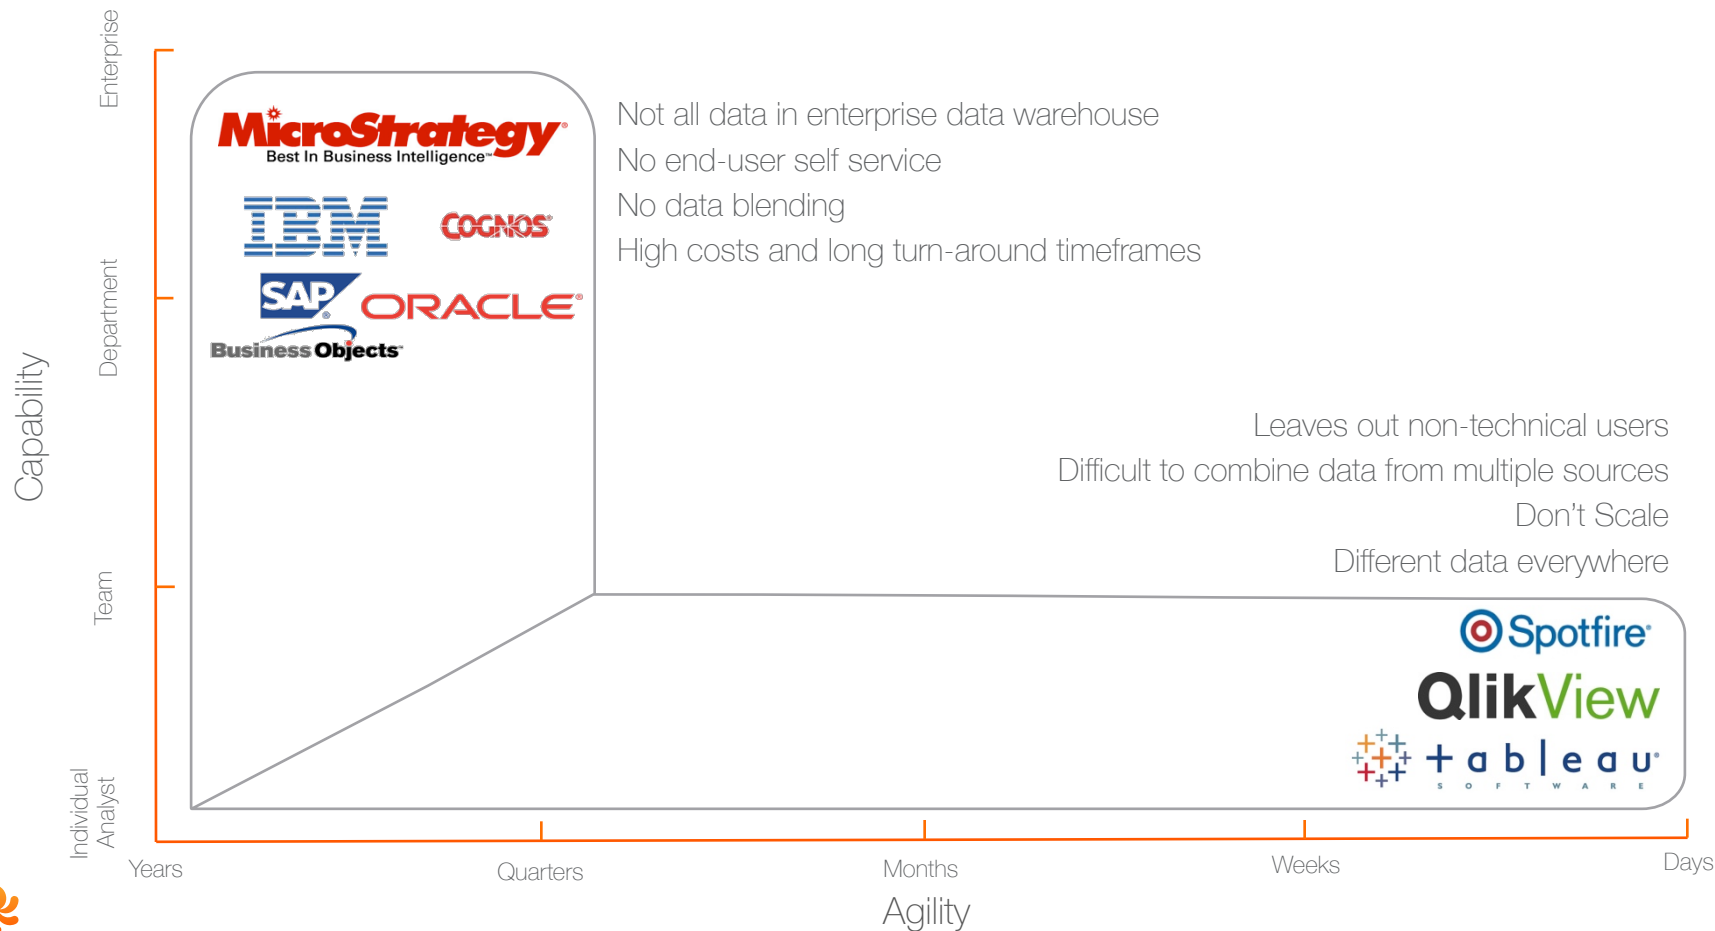 Enterprise
Department
Team
Individual
Analyst
Capability
MicroStrategy®
Best In Business Intelligence™
IBM
COGNOS®
SAP®
ORACLE®
Business Objects™
Not all data in enterprise data warehouse
No end-user self service
No data blending
High costs and long turn-around timeframes
Leaves out non-technical users
Difficult to combine data from multiple sources
Don’t Scale
Different data everywhere
Spotfire®
QlikView
+ableau®
SOFTWARE
Years
Quarters
Months
Weeks
Days
Agility